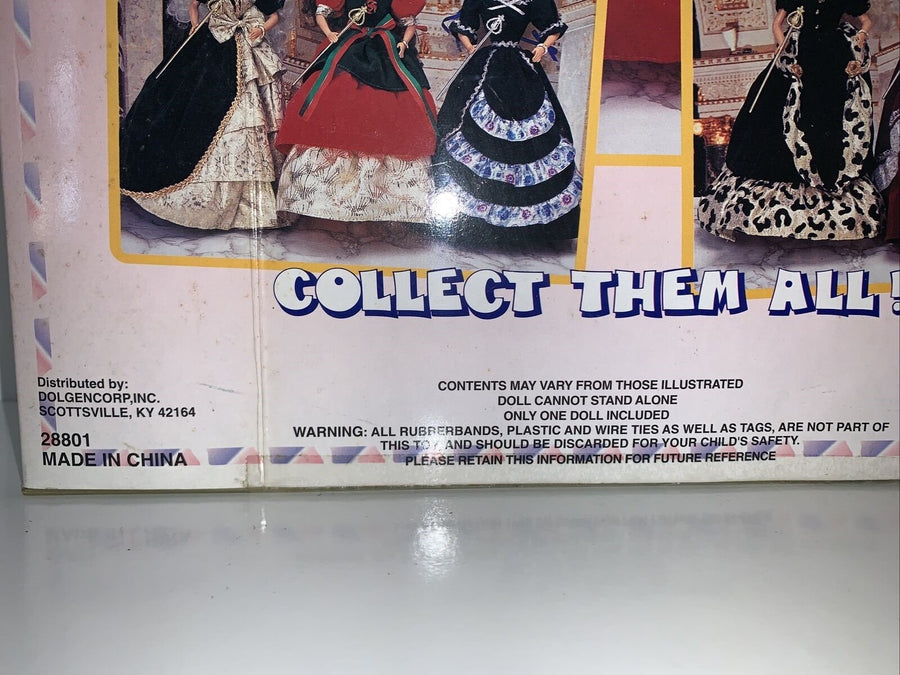 COLLECT THEM ALL!
Distributed by:
DOLGENCORP,INC.
SCOTTSVILLE, KY 42164
28801
MADE IN CHINA
CONTENTS MAY VARY FROM THOSE ILLUSTRATED
DOLL CANNOT STAND ALONE
ONLY ONE DOLL INCLUDED
WARNING: ALL RUBBERBANDS, PLASTIC AND WIRE TIES AS WELL AS TAGS, ARE NOT PART OF
THIS TOY AND SHOULD BE DISCARDED FOR YOUR CHILD'S SAFETY.
PLEASE RETAIN THIS INFORMATION FOR FUTURE REFERENCE